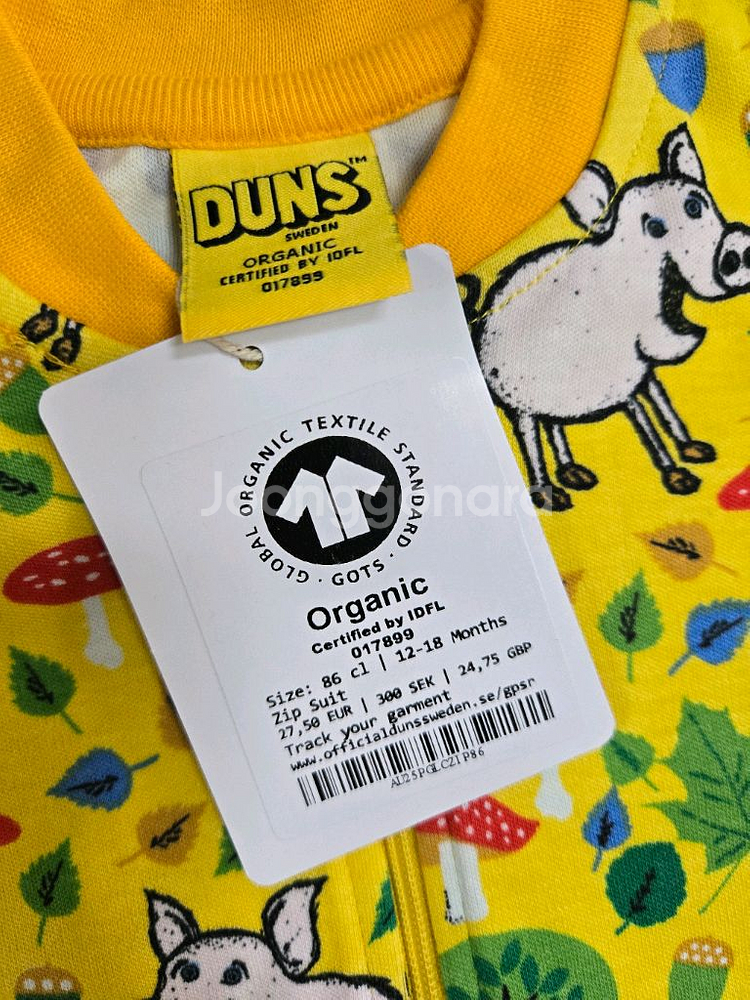 DUNS™
SWEDEN
ORGANIC
CERTIFIED BY IDFL
017899
GLOBAL ORGANIC TEXTILE STANDARD · GOTS ·
Joonggonara
Organic
Certified by IDFL
017899
Size: 86 cl | 12-18 Months
Zip Suit
27,50 EUR | 300 SEK | 24,75 GBP
Track your garment
www.officialdunssweden.se/gpsr
AU25PGLCZIP86